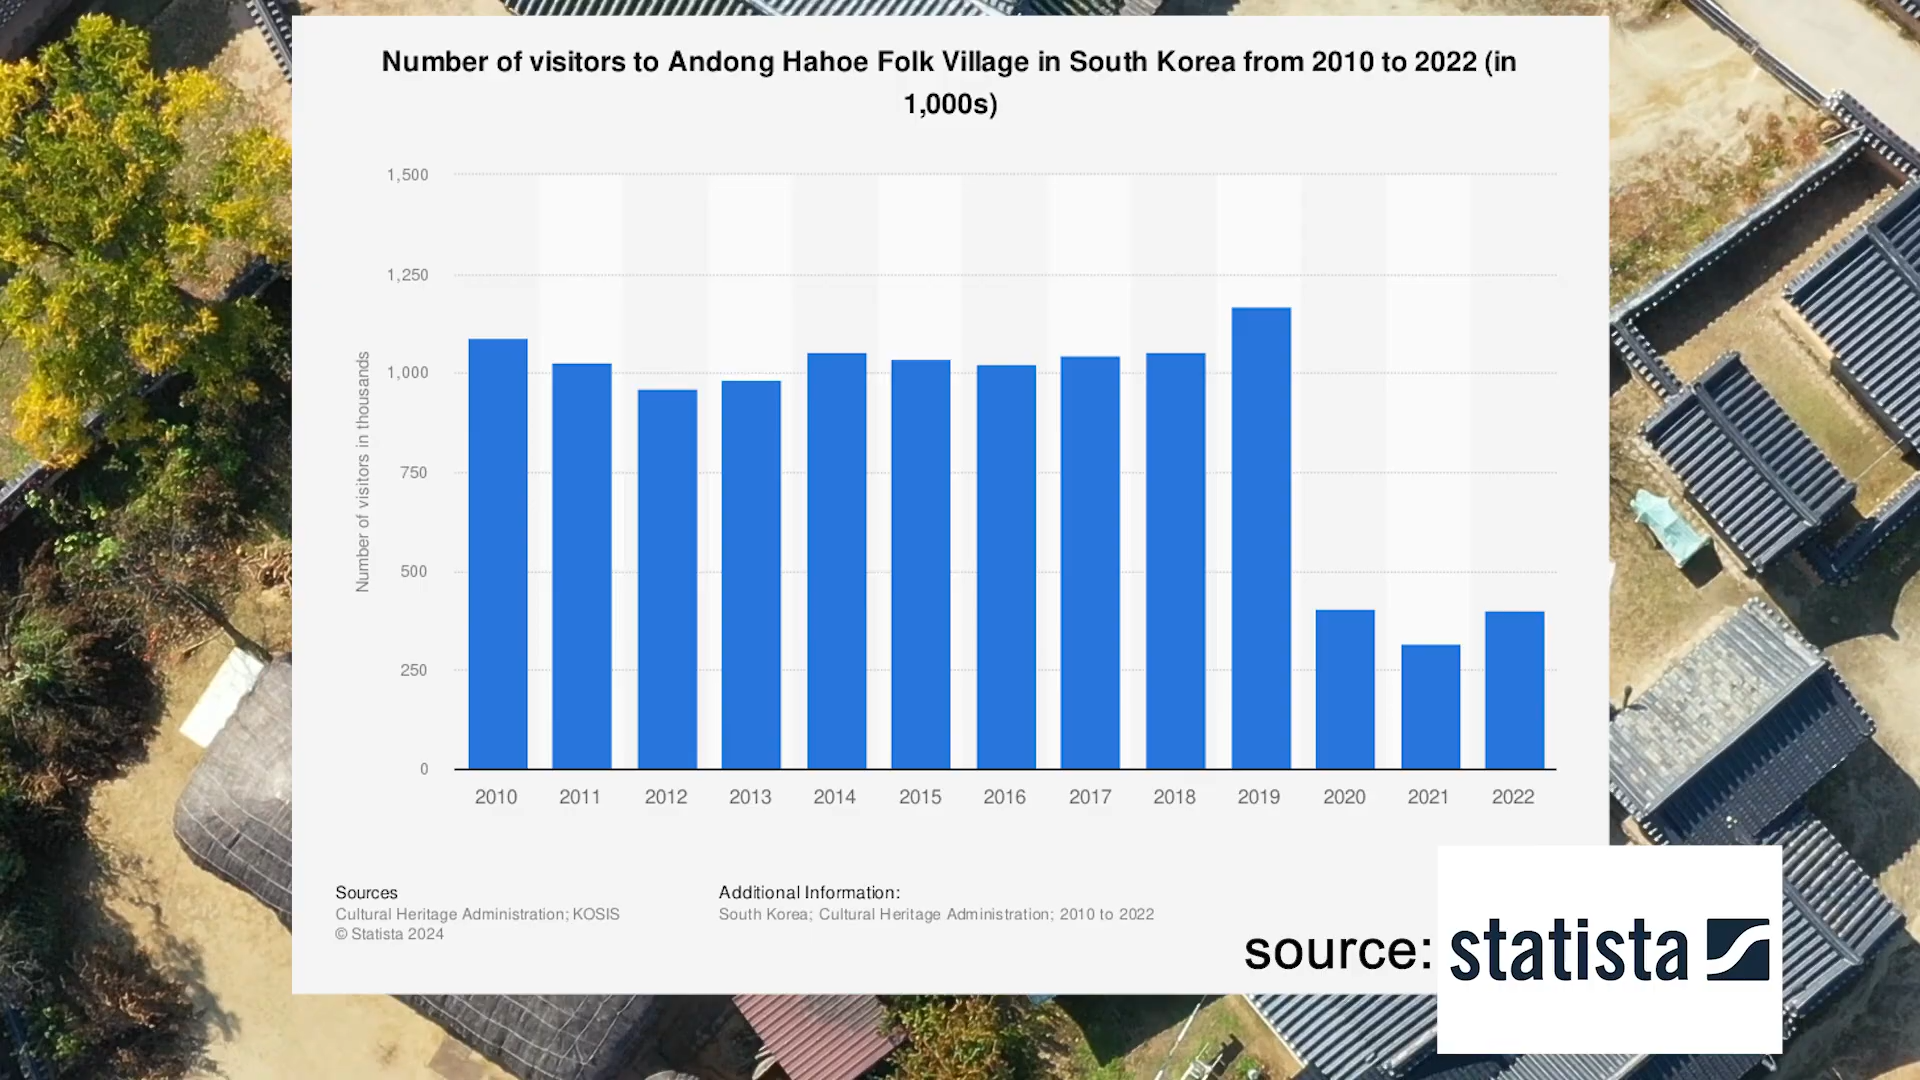 Number of visitors to Andong Hahoe Folk Village in South Korea from 2010 to 2022 (in
1,000s)
1,500
1,250
1,000
750
500
250
0
Number of visitors in thousands
2010 2011 2012 2013 2014 2015 2016 2017 2018 2019 2020 2021 2022
Sources
Cultural Heritage Administration; KOSIS
© Statista 2024
Additional Information:
South Korea; Cultural Heritage Administration; 2010 to 2022
source: statista